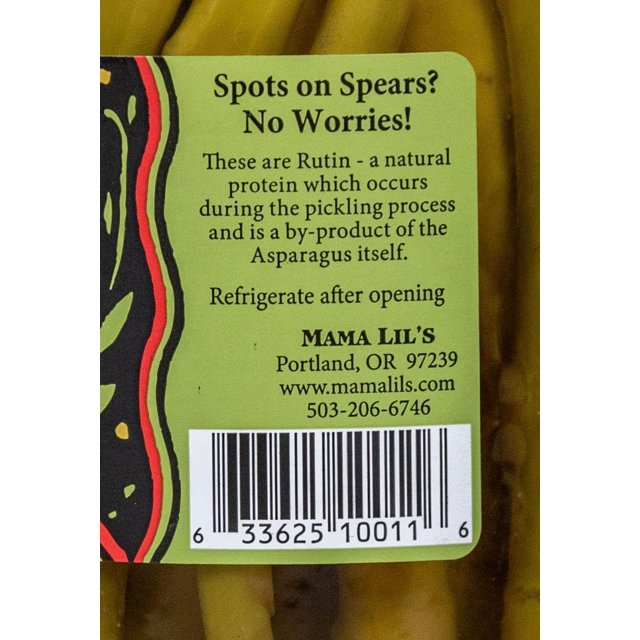 Spots on Spears?
No Worries!
These are Rutin - a natural
protein which occurs
during the pickling process
and is a by-product of the
Asparagus itself.
Refrigerate after opening
MAMA LIL'S
Portland, OR 97239
www.mamalils.com
503-206-6746
6 33625 10011 6